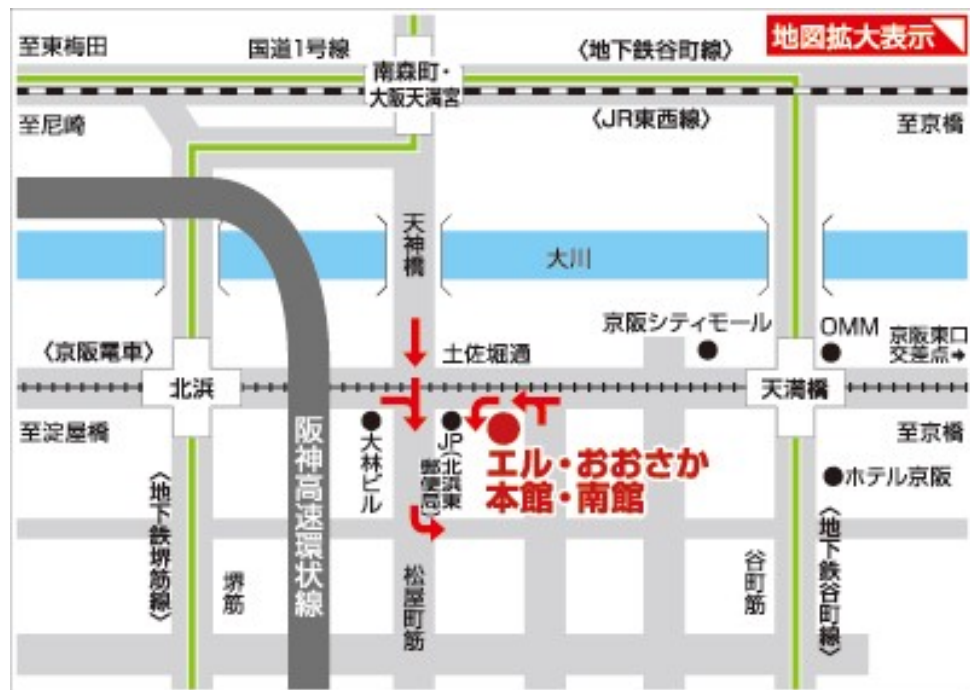 地図拡大表示
至東梅田
国道1号線
〈地下鉄谷町線〉
南森町・
大阪天満宮
至尼崎
〈JR東西線〉
至京橋
天神橋
大川
京阪シティモール
OMM
京阪東口
交差点➔
〈京阪電車〉
土佐堀通
北浜
天満橋
至淀屋橋
至京橋
大林ビル
JP(北浜東
郵便局)
エル・おおさか
本館・南館
ホテル京阪
阪神高速環状線
〈地下鉄堺筋線〉
堺筋
松屋町筋
谷町筋
〈地下鉄谷町線〉